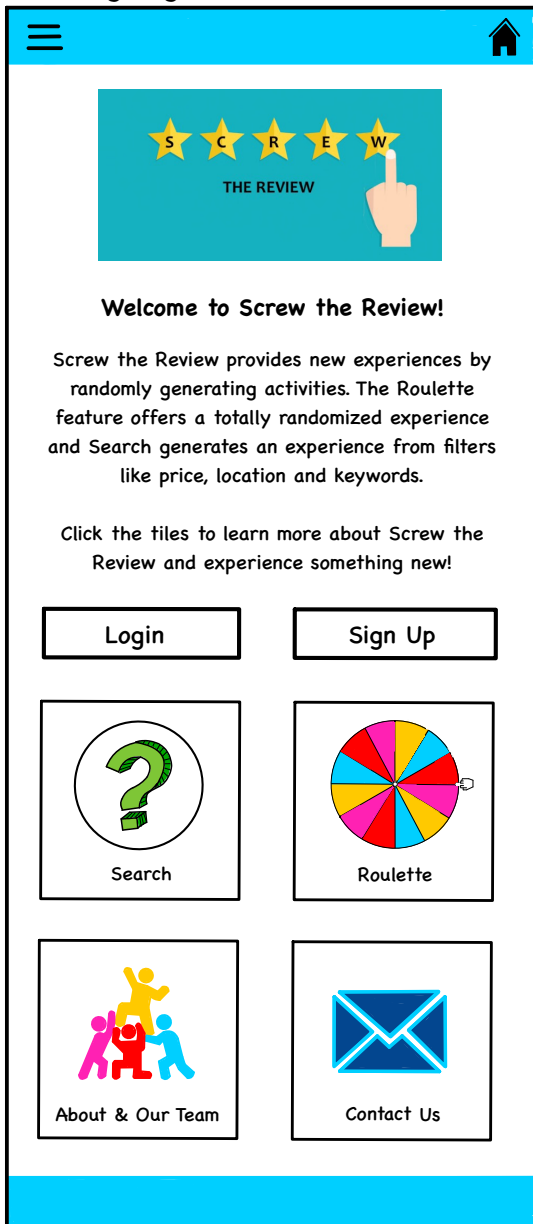 S C R E W
THE REVIEW
Welcome to Screw the Review!
Screw the Review provides new experiences by
randomly generating activities. The Roulette
feature offers a totally randomized experience
and Search generates an experience from filters
like price, location and keywords.
Click the tiles to learn more about Screw the
Review and experience something new!
Login
Sign Up
Search
Roulette
About & Our Team
Contact Us